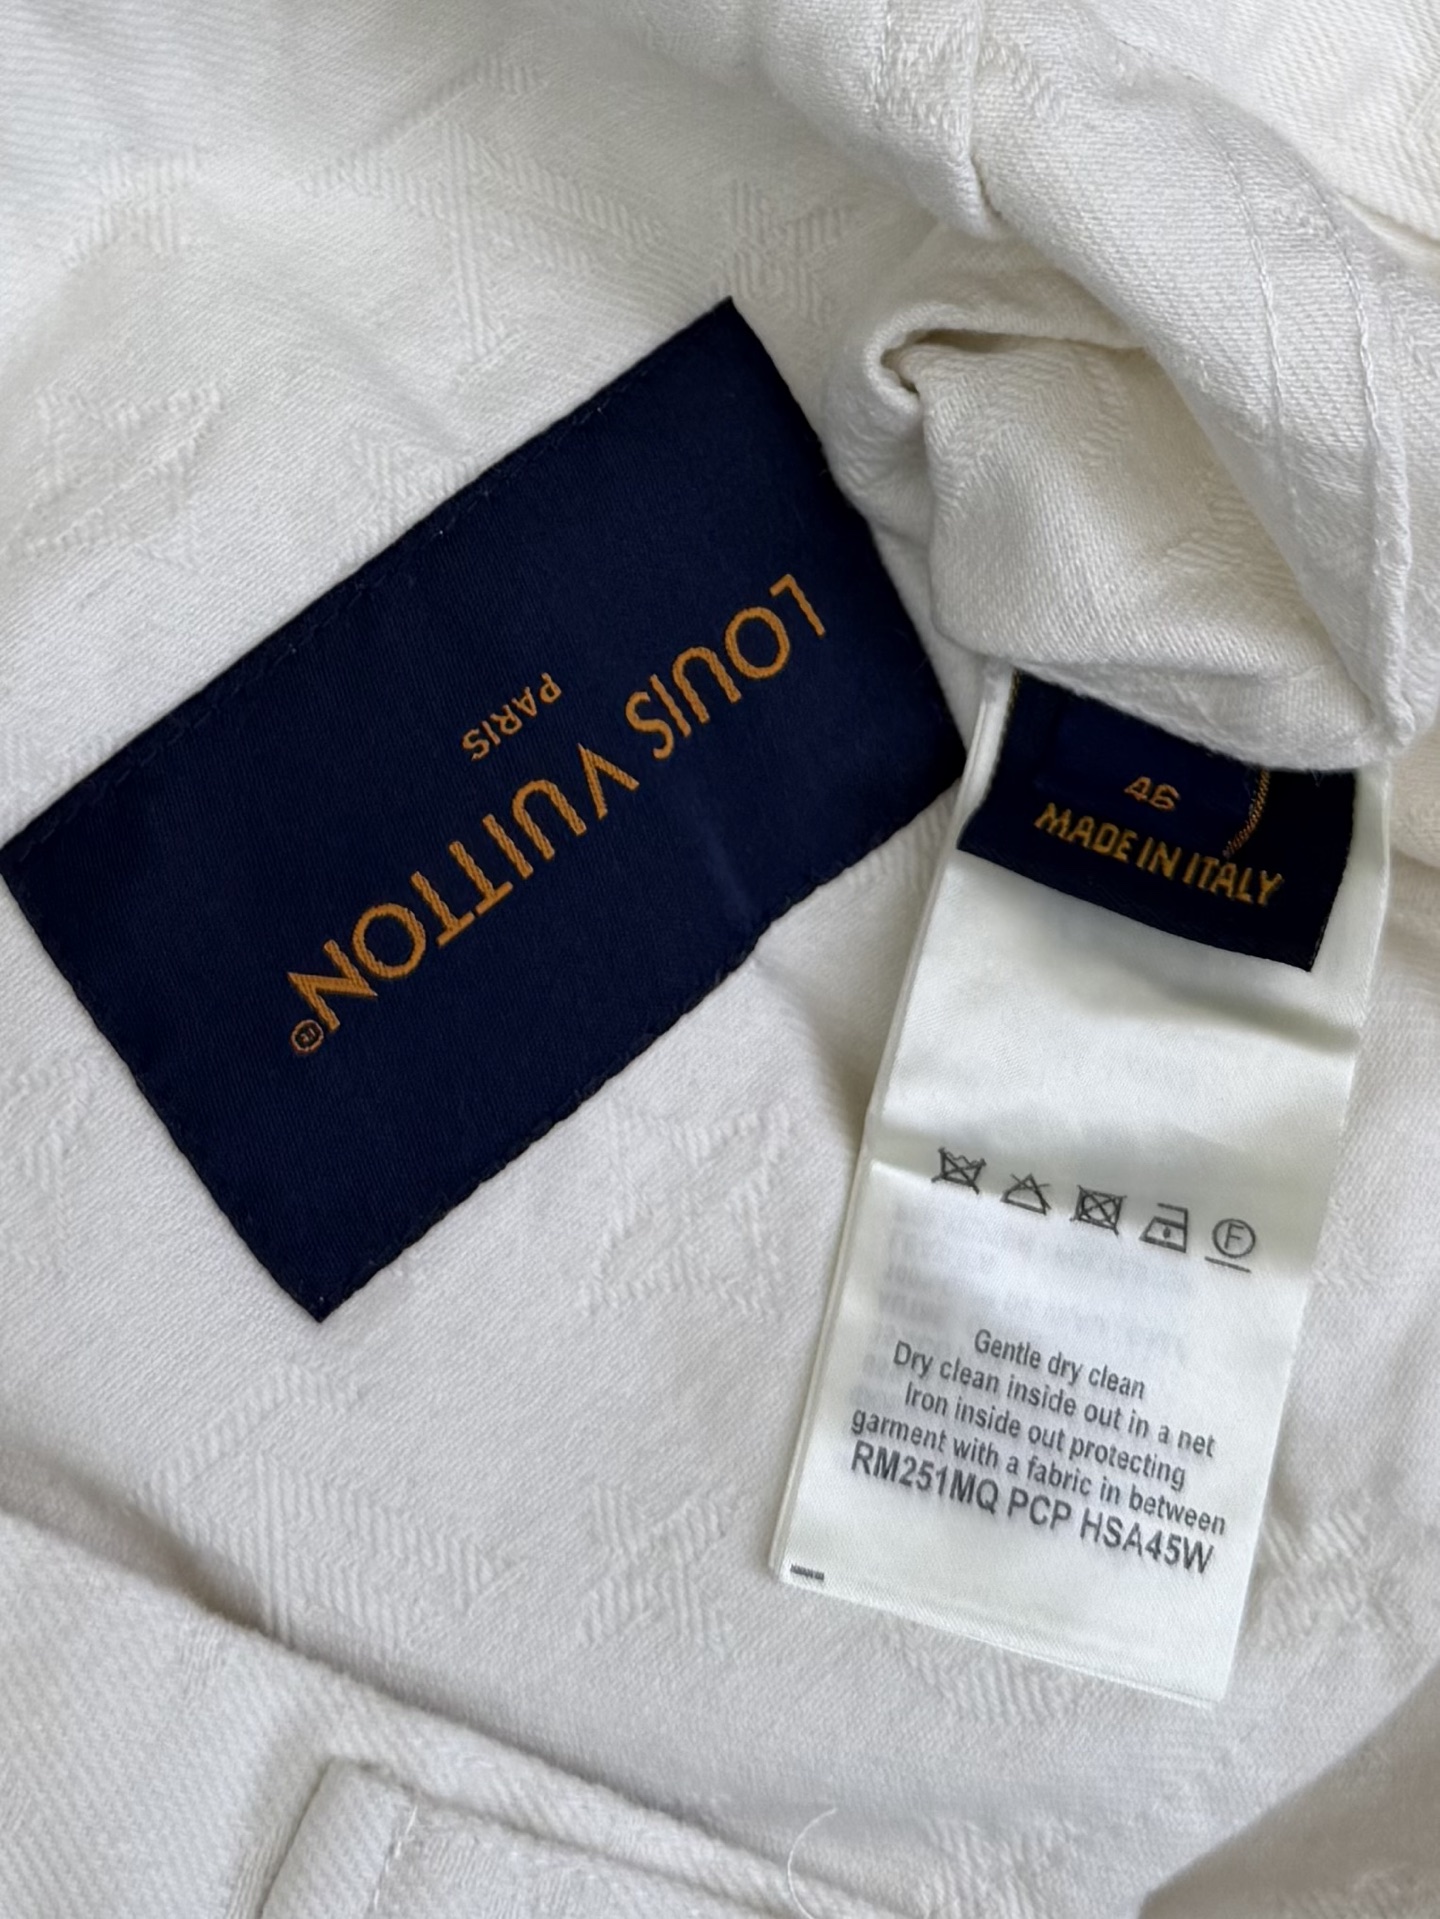 LOUIS VUITTON®
PARIS
46
MADE IN ITALY
F
Gentle dry clean
Dry clean inside out in a net
Iron inside out protecting
garment with a fabric in between
RM251MQ PCP HSA45W